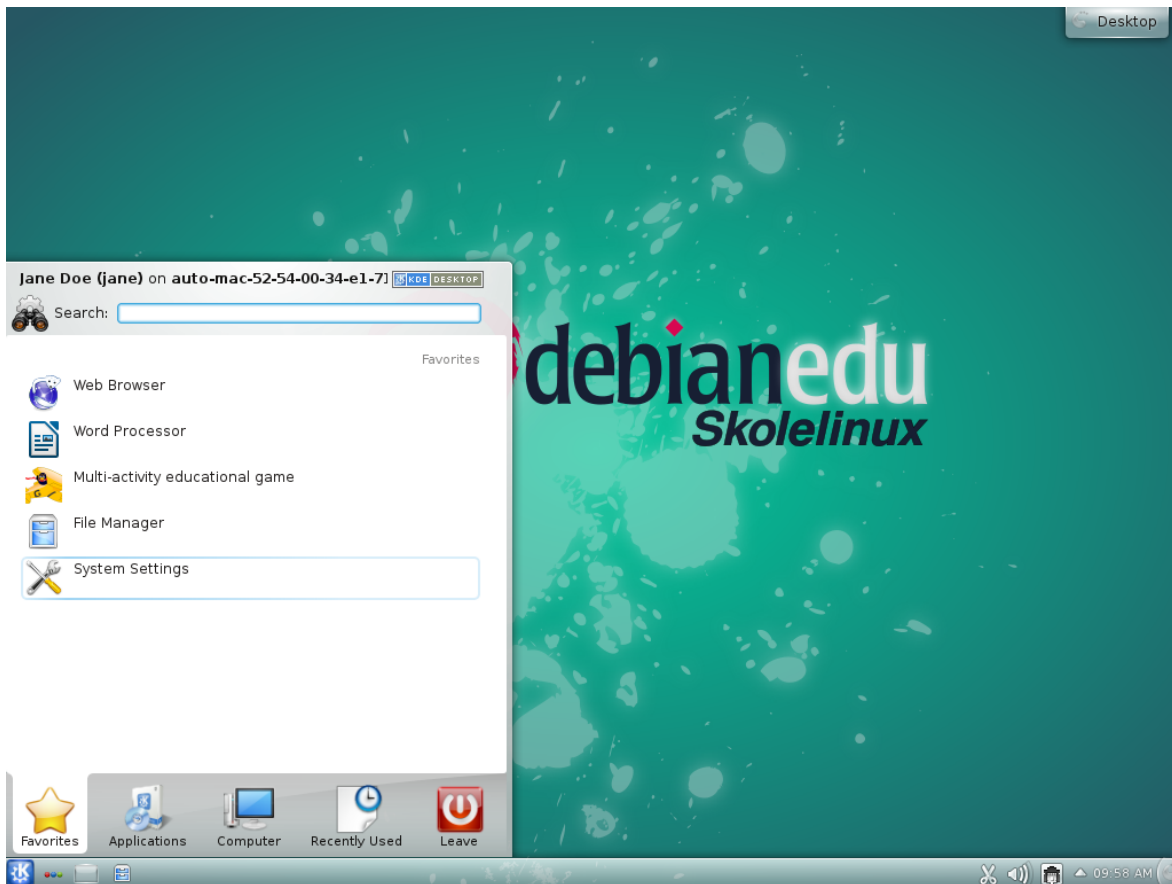 Desktop
Jane Doe (jane) on auto-mac-52-54-00-34-e1-71 KDE DESKTOP
Search:
Favorites
Web Browser
Word Processor
Multi-activity educational game
File Manager
System Settings
debianedu
Skolelinux
Favorites Applications Computer Recently Used Leave
09:58 AM